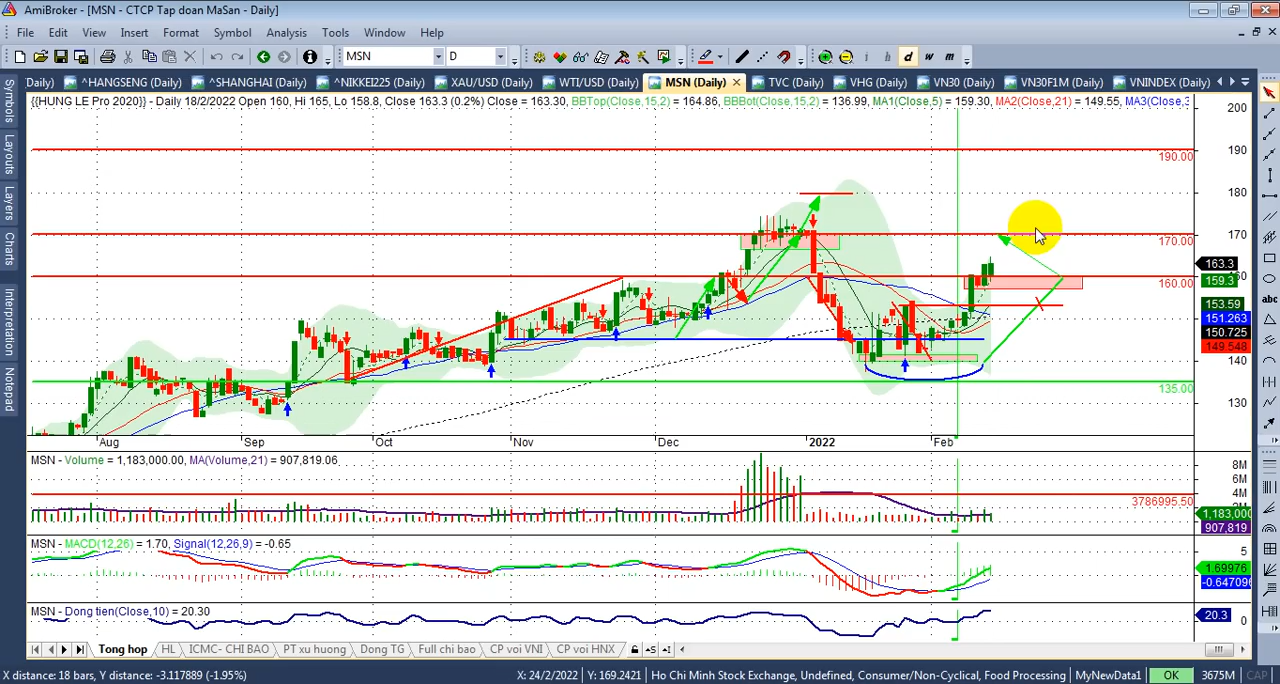 AmiBroker - [MSN - CTCP Tap doan MaSan - Daily]
File Edit View Insert Format Symbol Analysis Tools Window Help
MSN D i h d w m
Daily) ^HANGSENG (Daily) ^SHANGHAI (Daily) ^NIKKEI225 (Daily) XAU/USD (Daily) WTI/USD (Daily) MSN (Daily) TVC (Daily) VHG (Daily) VN30 (Daily) VN30F1M (Daily) VNINDEX (Daily)
{{HUNG LE Pro 2020}} - Daily 18/2/2022 Open 160, Hi 165, Lo 158.8, Close 163.3 (0.2%) Close = 163.30, BBTop(Close,15,2) = 164.86, BBBot(Close,15,2) = 136.99, MA1(Close,5) = 159.30, MA2(Close,21) = 149.55, MA3(Close,3
Symbols
Layouts
Layers
Charts
Interpretation
Notepad
200
190
190.00
180
170
170.00
163.3
159.3
160.00
153.59
151.263
150.725
149.548
140
135.00
130
Aug Sep Oct Nov Dec 2022 Feb
MSN - Volume = 1,183,000.00, MA(Volume,21) = 907,819.06
8M
6M
4M
3786995.50
1,183,000
907,819
MSN - MACD(12,26) = 1.70, Signal(12,26,9) = -0.65
5
1.69976
-0.647096
MSN - Dong tien(Close,10) = 20.30
20.3 0
Tong hop HL ICMC- CHI BAO PT xu huong Dong TG Full chi bao CP voi VNI CP voi HNX
X distance: 18 bars, Y distance: -3.117889 (-1.95%) X: 24/2/2022 Y: 169.2421 Ho Chi Minh Stock Exchange, Undefined, Consumer/Non-Cyclical, Food Processing MyNewData1 OK 3675M CAP
abc